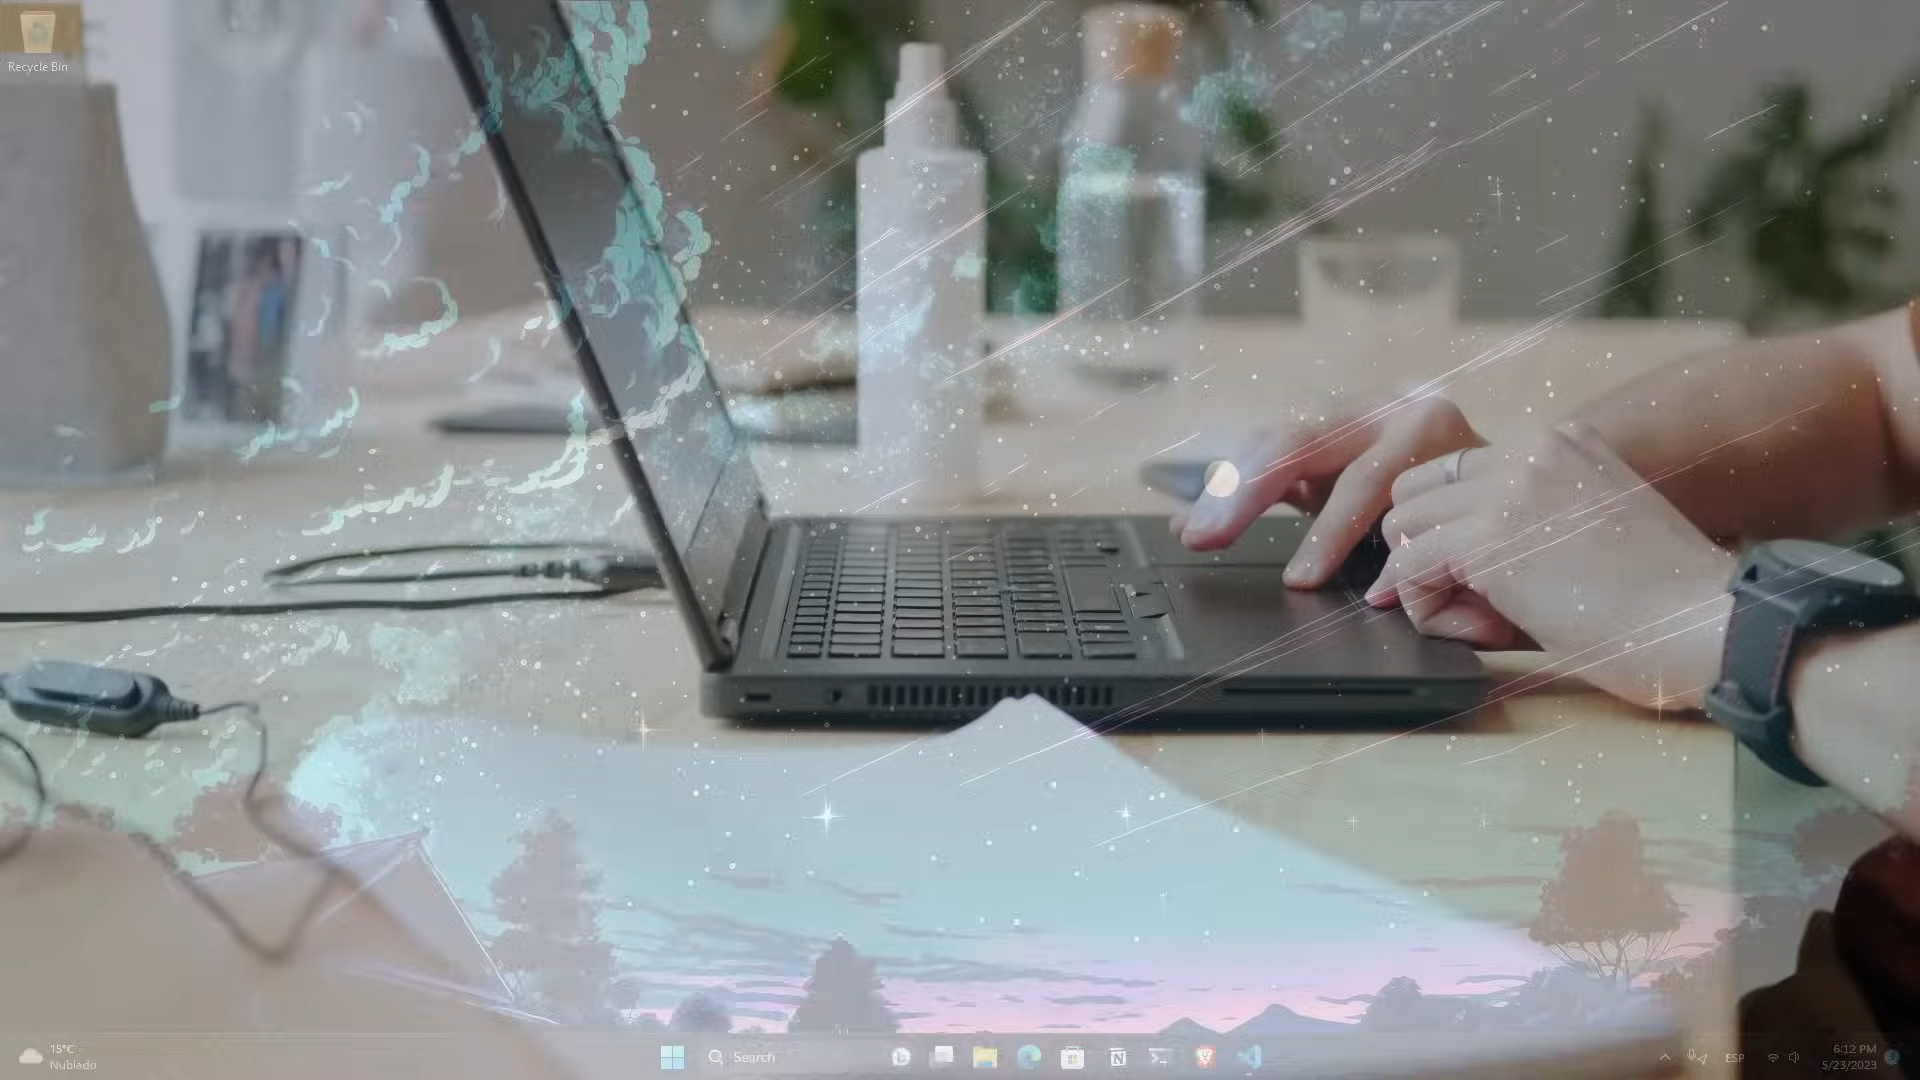 Recycle Bin
15°C
Nublado
Search
ESP
6:12 PM
5/23/2023